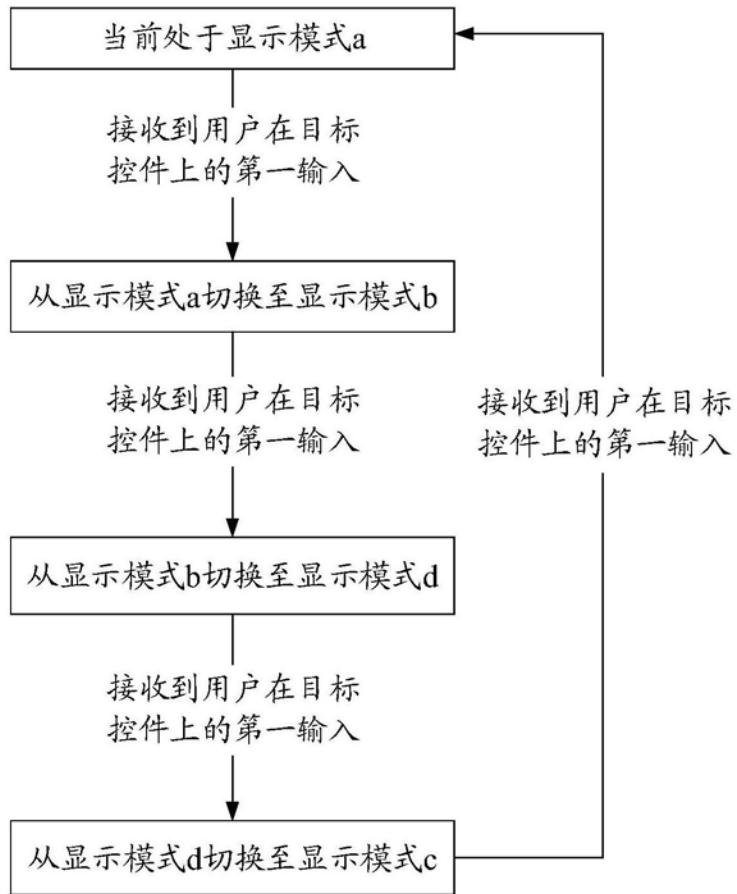 当前处于显示模式a
接收到用户在目标
控件上的第一输入
从显示模式a切换至显示模式b
接收到用户在目标
控件上的第一输入
接收到用户在目标
控件上的第一输入
从显示模式b切换至显示模式d
接收到用户在目标
控件上的第一输入
从显示模式d切换至显示模式c